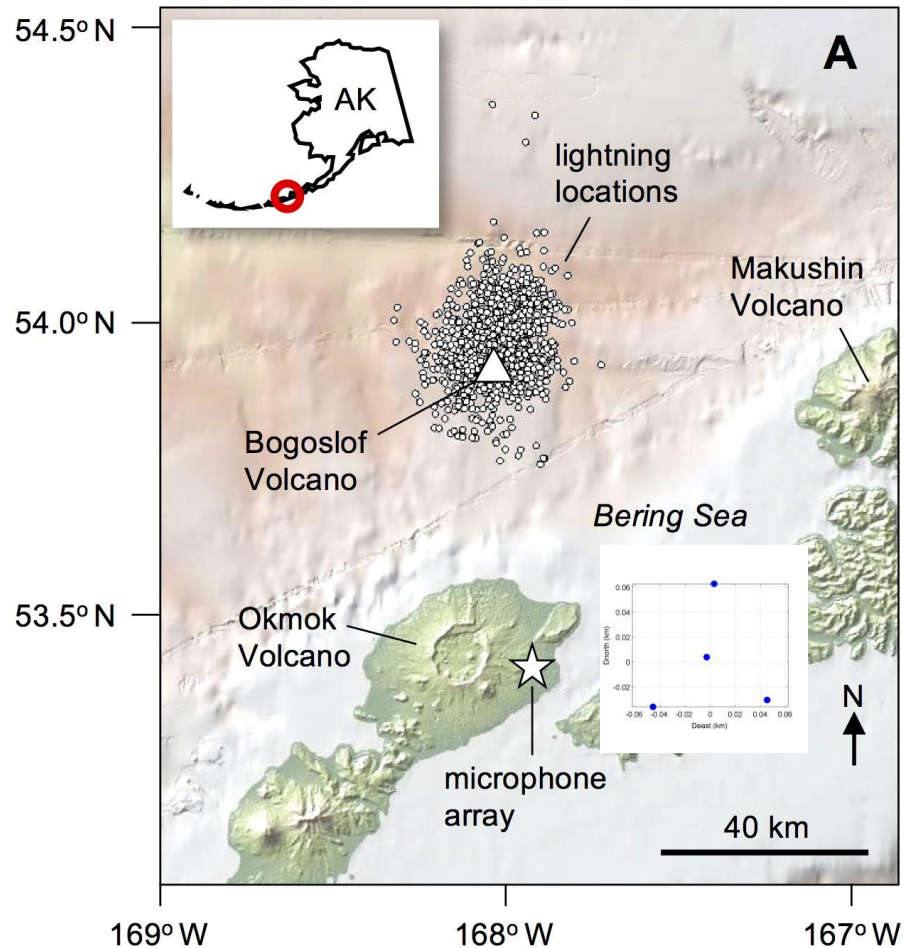 54.5° N
A
AK
lightning
locations
Makushin
Volcano
54.0° N
Bogoslof
Volcano
Bering Sea
53.5° N
Okmok
Volcano
0.06
0.04
0.02
0
-0.02
Dnorth (km)
-0.06 -0.04 -0.02 0 0.02 0.04 0.06
Deast (km)
N
microphone
array
40 km
169° W 168° W 167° W